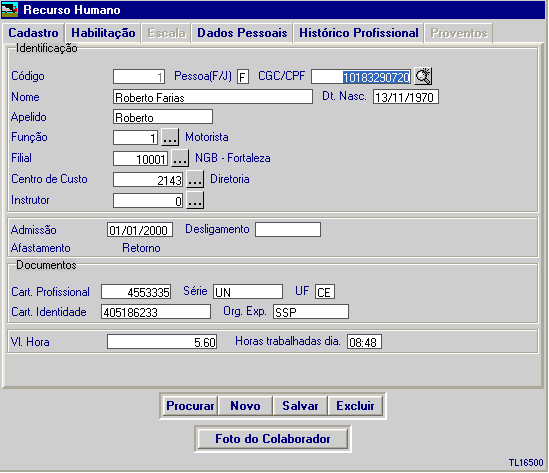 Recurso Humano
Cadastro Habilitação Escala Dados Pessoais Histórico Profissional Proventos
Identificação
Código 1 Pessoa(F/J) F CGC/CPF 10183290720
Nome Roberto Farias Dt. Nasc. 13/11/1970
Apelido Roberto
Função 1 ... Motorista
Filial 10001 ... NGB - Fortaleza
Centro de Custo 2143 ... Diretoria
Instrutor 0 ...
Admissão 01/01/2000 Desligamento
Afastamento Retorno
Documentos
Cart. Profissional 4553335 Série UN UF CE
Cart. Identidade 405186233 Org. Exp. SSP
Vl. Hora 5.60 Horas trabalhadas dia. 08:48
Procurar Novo Salvar Excluir
Foto do Colaborador
TL16500